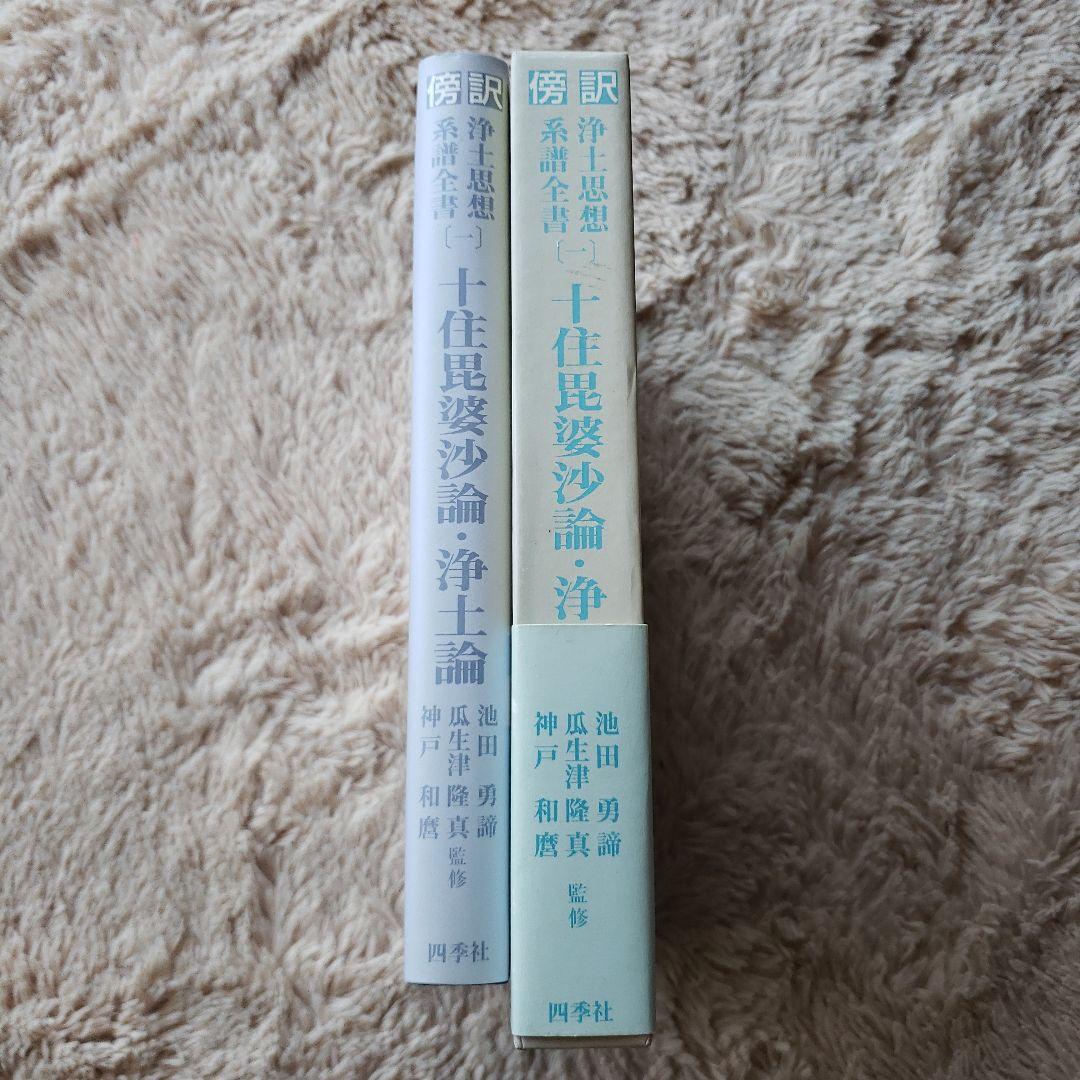 傍訳
浄土思想
系譜全書
〔一〕
十住毘婆沙論・浄土論
池田 勇諦
瓜生津 隆真
神戸 和麿
監修
四季社
傍訳
浄土思想
系譜全書
〔一〕
十住毘婆沙論・浄
池田 勇諦
瓜生津 隆真
神戸 和麿
監修
四季社